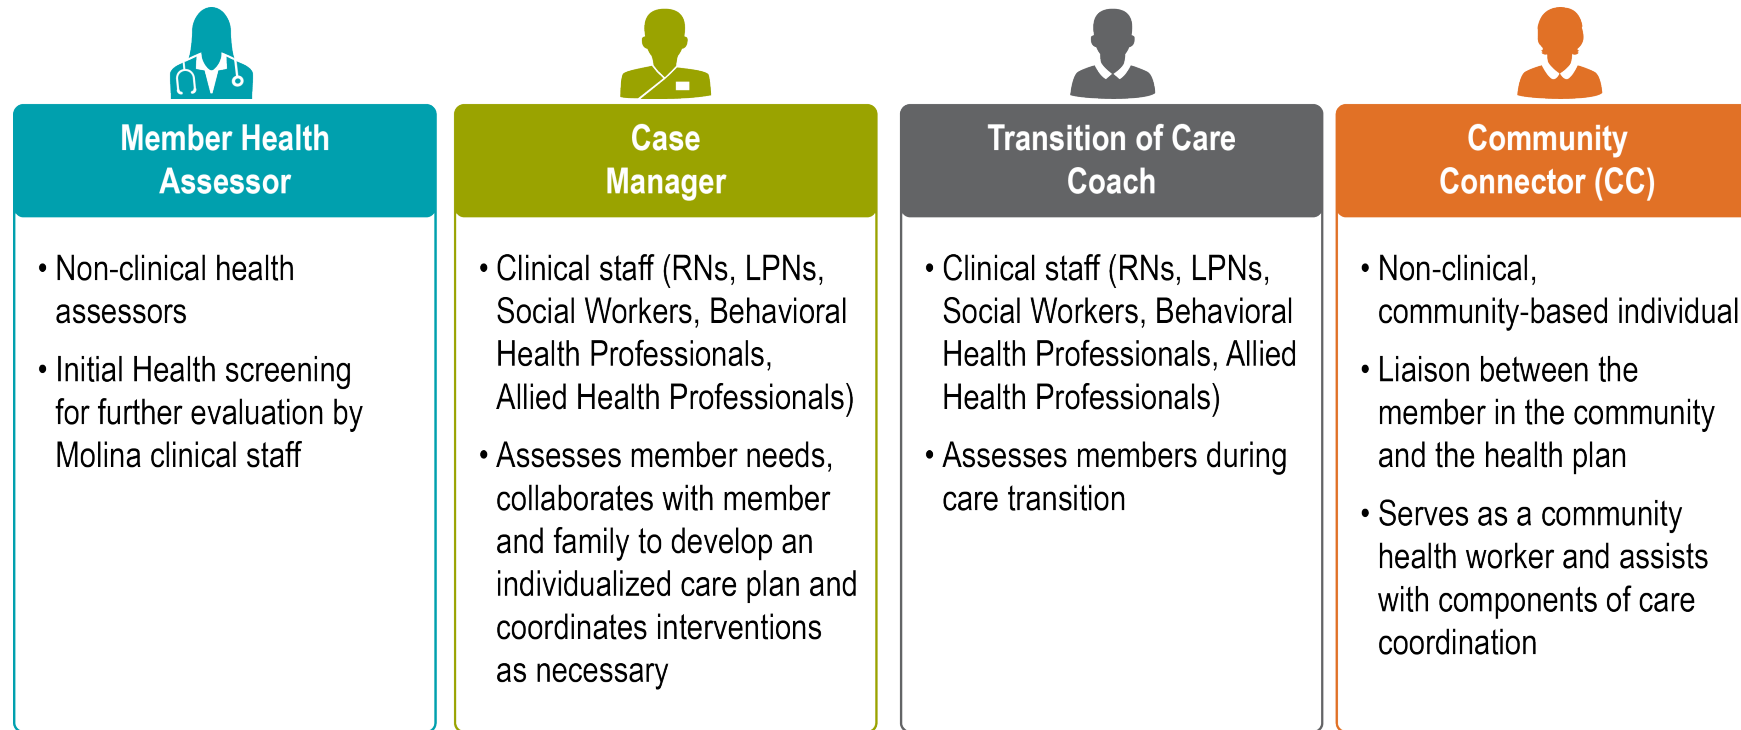 Member Health
Assessor
• Non-clinical health
assessors
• Initial Health screening
for further evaluation by
Molina clinical staff
Case
Manager
• Clinical staff (RNs, LPNs,
Social Workers, Behavioral
Health Professionals,
Allied Health Professionals)
• Assesses member needs,
collaborates with member
and family to develop an
individualized care plan and
coordinates interventions
as necessary
Transition of Care
Coach
• Clinical staff (RNs, LPNs,
Social Workers, Behavioral
Health Professionals, Allied
Health Professionals)
• Assesses members during
care transition
Community
Connector (CC)
• Non-clinical,
community-based individual
• Liaison between the
member in the community
and the health plan
• Serves as a community
health worker and assists
with components of care
coordination